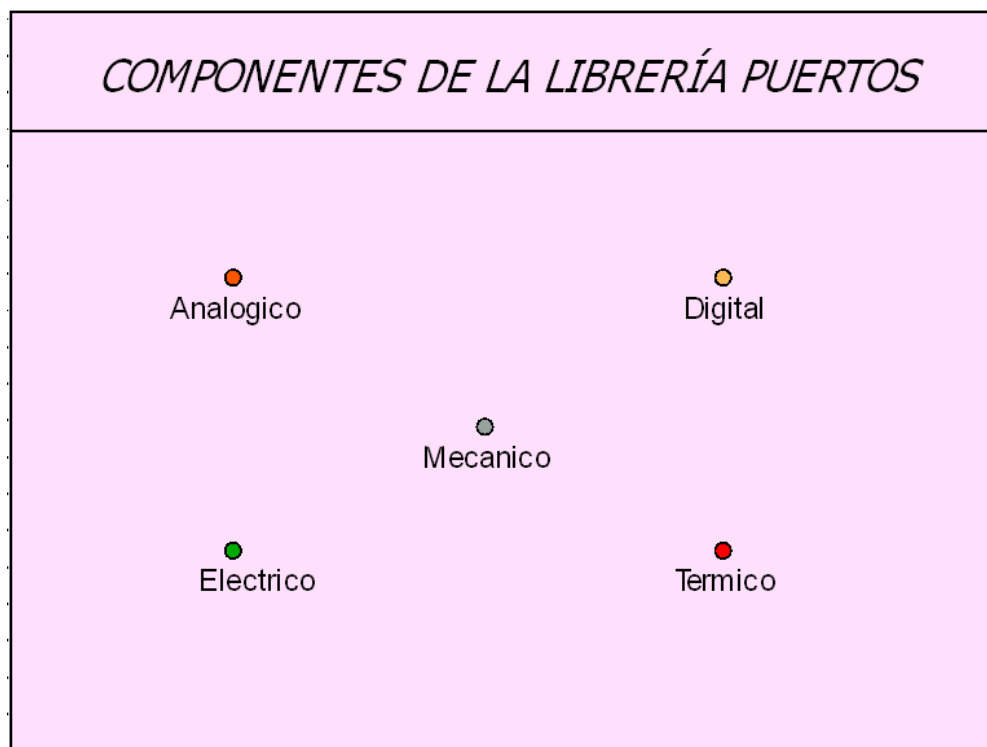 COMPONENTES DE LA LIBRERÍA PUERTOS
Analogico
Digital
Mecanico
Electrico
Termico